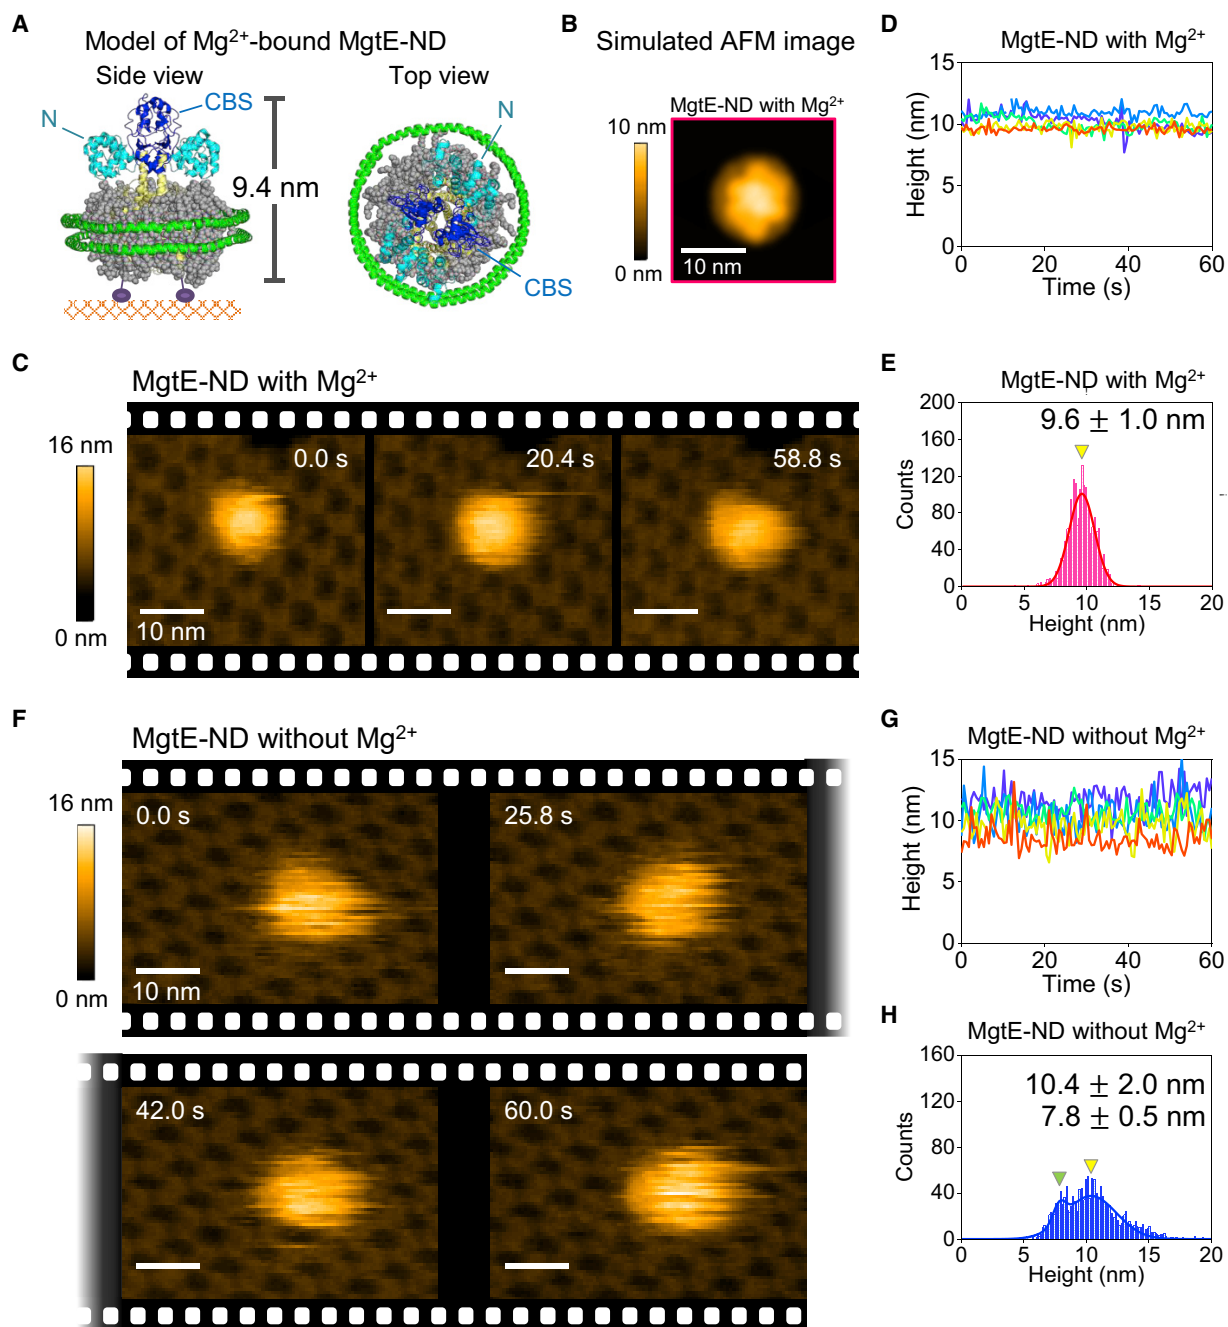 A
Model of Mg²⁺-bound MgtE-ND
Side view
Top view
N
CBS
9.4 nm
N
CBS
B
Simulated AFM image
MgtE-ND with Mg²⁺
10 nm
0 nm
10 nm
D
MgtE-ND with Mg²⁺
Height (nm)
15
10
5
0
0 20 40 60
Time (s)
C
MgtE-ND with Mg²⁺
16 nm
0 nm
0.0 s
20.4 s
58.8 s
10 nm
E
MgtE-ND with Mg²⁺
9.6 ± 1.0 nm
Counts
200
160
120
80
40
0
0 5 10 15 20
Height (nm)
F
MgtE-ND without Mg²⁺
16 nm
0 nm
0.0 s
25.8 s
10 nm
42.0 s
60.0 s
G
MgtE-ND without Mg²⁺
Height (nm)
15
10
5
0
0 20 40 60
Time (s)
H
MgtE-ND without Mg²⁺
10.4 ± 2.0 nm
7.8 ± 0.5 nm
Counts
160
120
80
40
0
0 5 10 15 20
Height (nm)